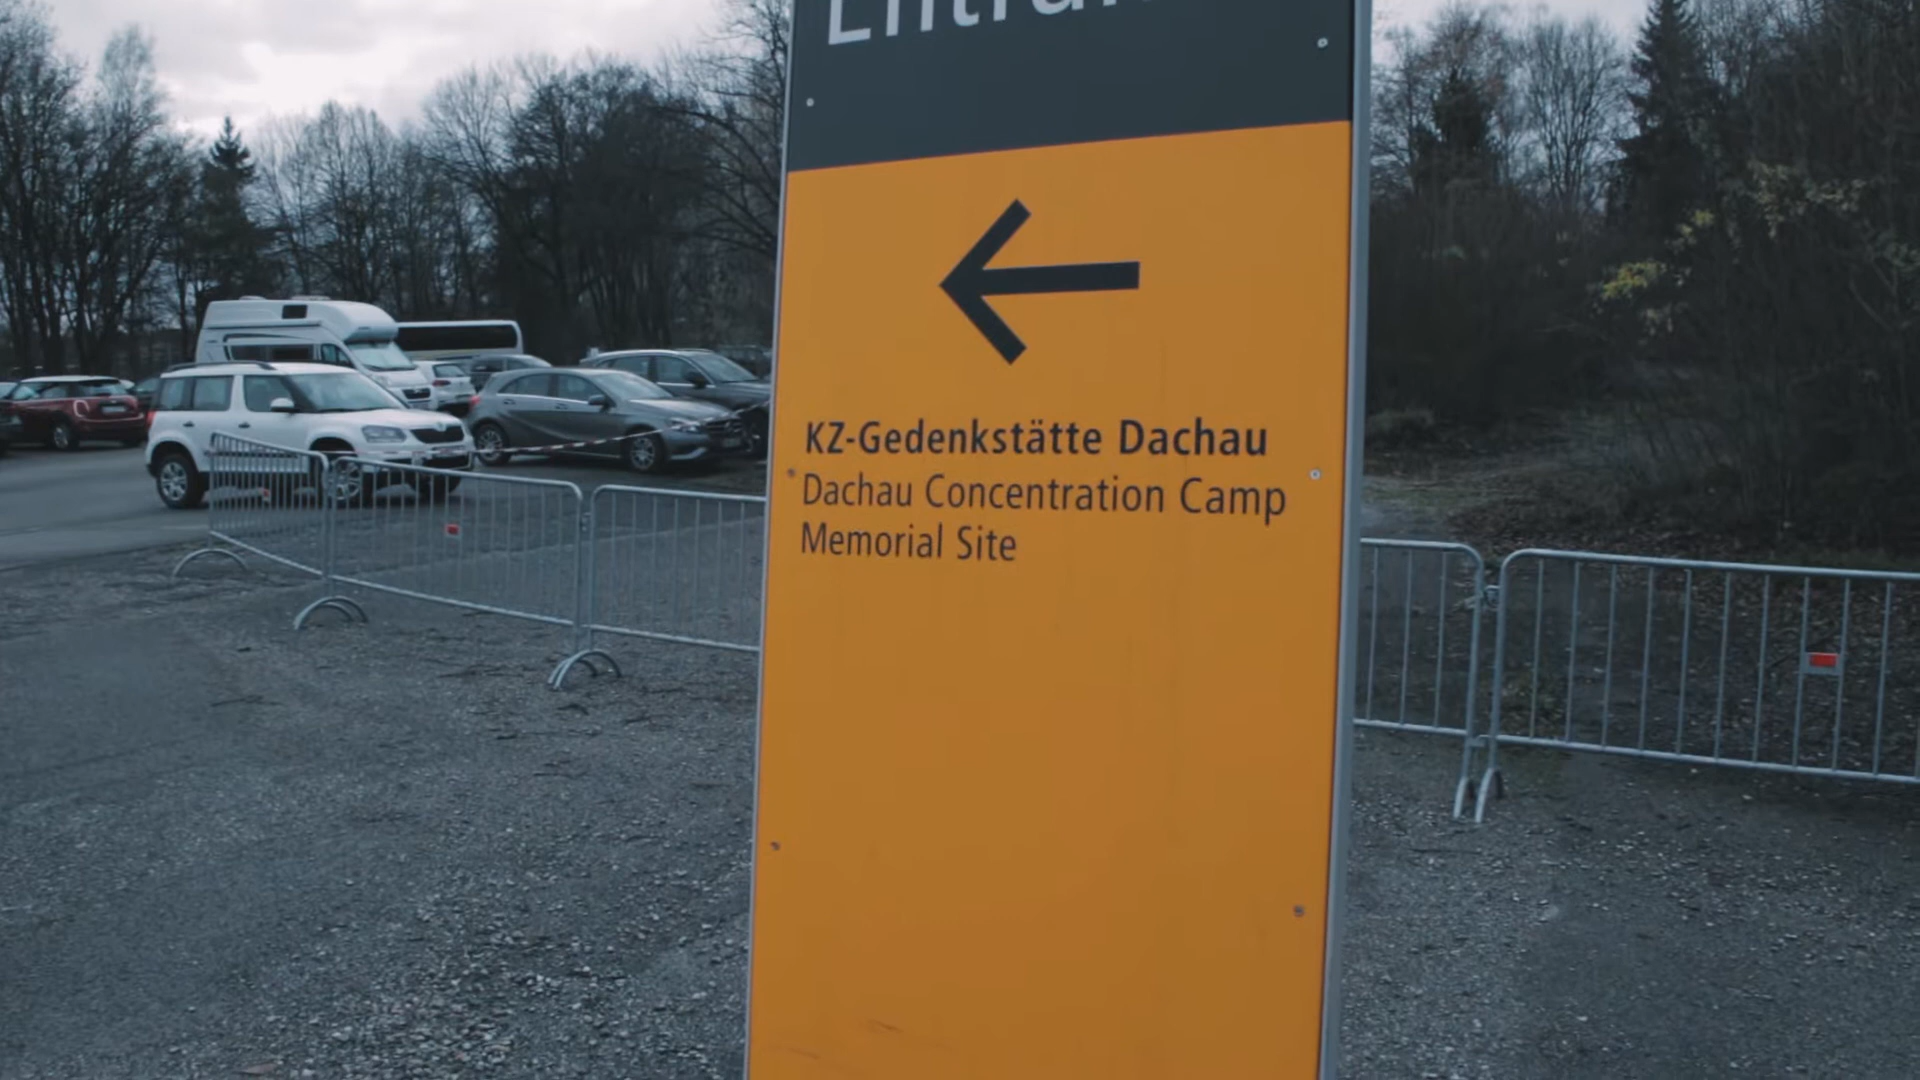 KZ-Gedenkstätte Dachau
Dachau Concentration Camp
Memorial Site